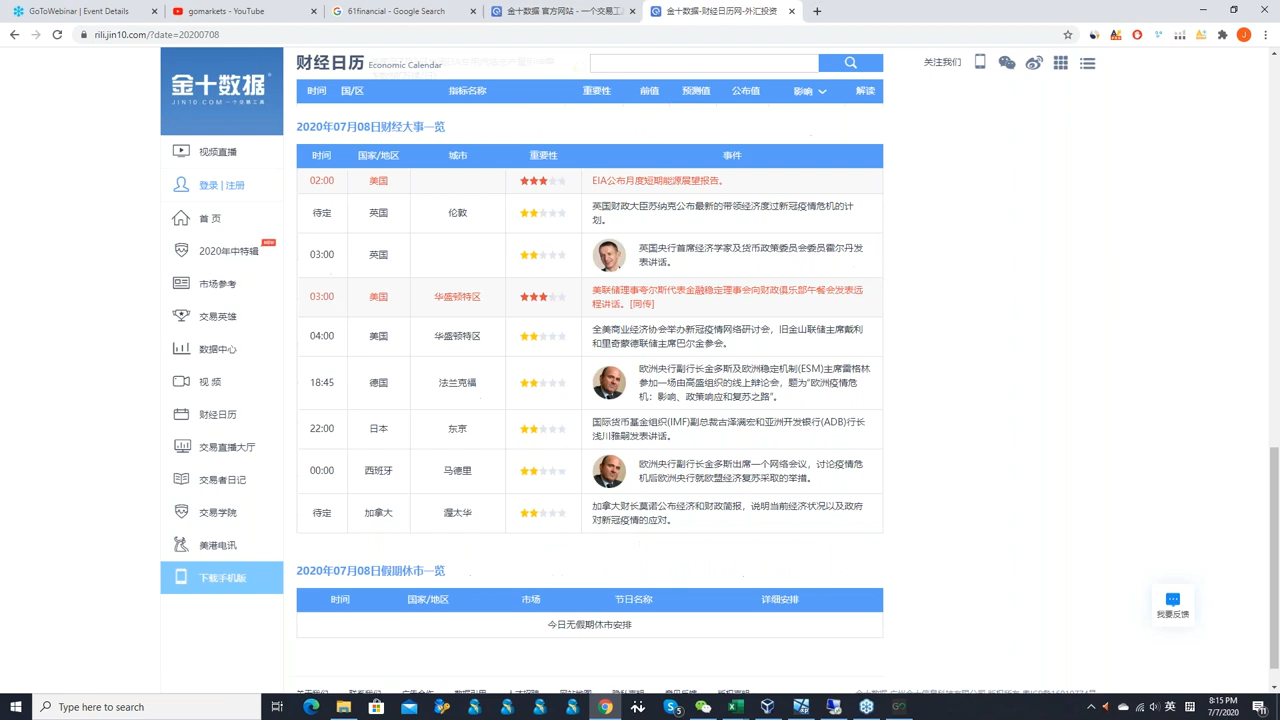 GoToWebinar | Event Details
gomarkets - YouTube
61financial - Google Search
金十数据 官方网站 - 一个交易工
金十数据-财经日历网-外汇投资
rili.jin10.com/?date=20200708
J
金十数据
JIN10.COM 一个交易工具
财经日历 Economic Calendar
关注我们
时间 国/区 指标名称 重要性 前值 预测值 公布值 影响 解读
视频直播
登录 | 注册
首 页
2020年中特辑
NEW
市场参考
交易英雄
数据中心
视 频
财经日历
交易直播大厅
交易者日记
交易学院
美港电讯
下载手机版
2020年07月08日财经大事一览
时间 国家/地区 城市 重要性 事件
02:00 美国 ★★★★★ EIA公布月度短期能源展望报告。
待定 英国 伦敦 ★★★★★ 英国财政大臣苏纳克公布最新的带领经济度过新冠疫情危机的计
划。
03:00 英国 ★★★★★ 英国央行首席经济学家及货币政策委员会委员霍尔丹发
表讲话。
03:00 美国 华盛顿特区 ★★★★★ 美联储理事夸尔斯代表金融稳定理事会向财政俱乐部午餐会发表远
程讲话。[同传]
04:00 美国 华盛顿特区 ★★★★★ 全美商业经济协会举办新冠疫情网络研讨会，旧金山联储主席戴利
和里奇蒙德联储主席巴尔金参会。
18:45 德国 法兰克福 ★★★★★ 欧洲央行副行长金多斯及欧洲稳定机制(ESM)主席雷格林
参加一场由高盛组织的线上辩论会，题为“欧洲疫情危
机：影响、政策响应和复苏之路”。
22:00 日本 东京 ★★★★★ 国际货币基金组织(IMF)副总裁古泽满宏和亚洲开发银行(ADB)行长
浅川雅嗣发表讲话。
00:00 西班牙 马德里 ★★★★★ 欧洲央行副行长金多斯出席一个网络会议，讨论疫情危
机后欧洲央行就欧盟经济复苏采取的举措。
待定 加拿大 渥太华 ★★★★★ 加拿大财长莫诺公布经济和财政简报，说明当前经济状况以及政府
对新冠疫情的应对。
2020年07月08日假期休市一览
时间 国家/地区 市场 节日名称 详细安排
今日无假期休市安排
我要反馈
Type here to search
英
8:15 PM
7/7/2020